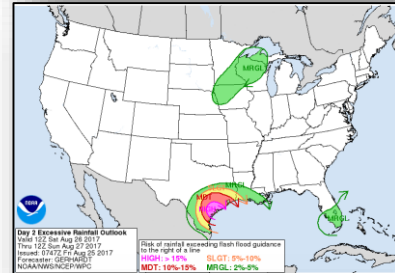 MRGL
MRGL
MDT
MRGL
NOAA
Day 2 Excessive Rainfall Outlook
Valid 12Z Sat Aug 26 2017
Thru 12Z Sun Aug 27 2017
Issued: 0747Z Fri Aug 25 2017
Forecaster: GERHARDT
NOAA/NWS/NCEP/WPC
Risk of rainfall exceeding flash flood guidance
to the right of a line
HIGH: > 15% SLGT: 5%-10%
MDT: 10%-15% MRGL: 2%-5%